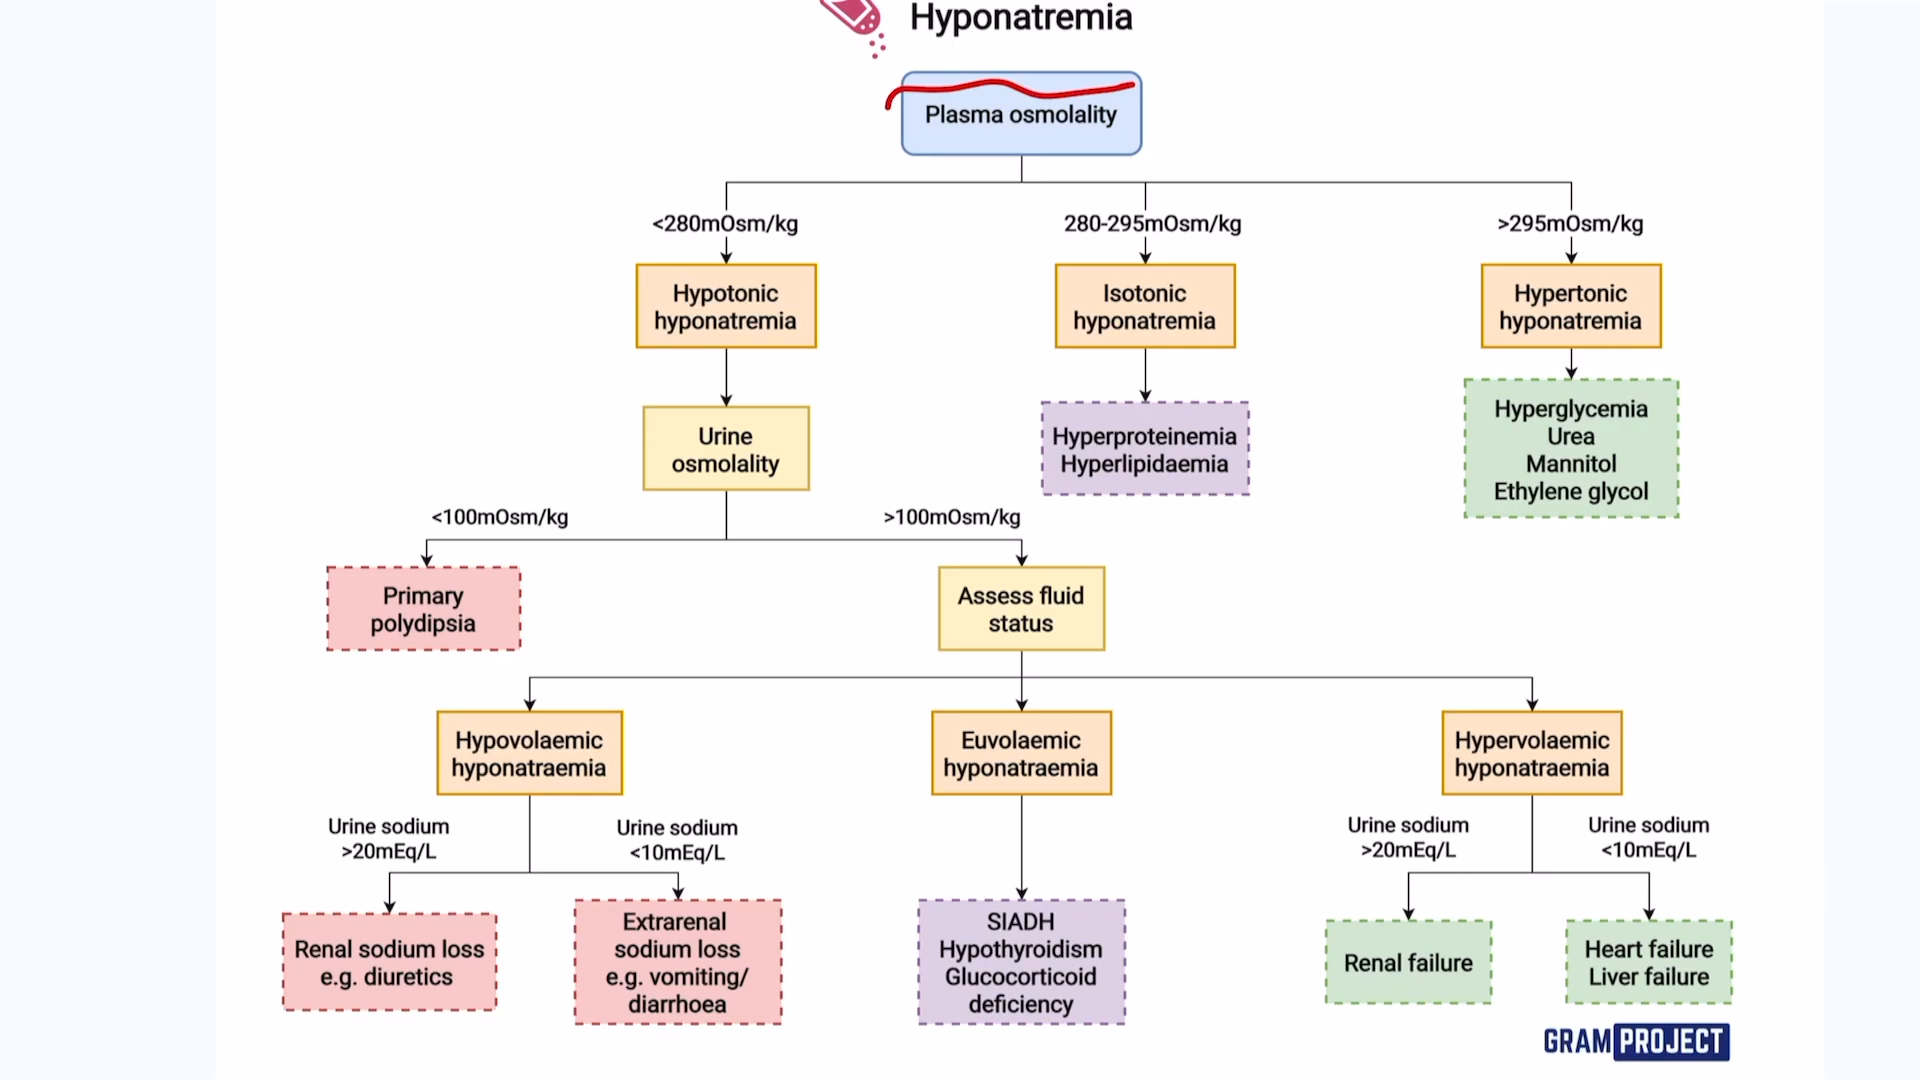 Hyponatremia
Plasma osmolality
<280mOsm/kg
280-295mOsm/kg
>295mOsm/kg
Hypotonic
hyponatremia
Isotonic
hyponatremia
Hypertonic
hyponatremia
Urine
osmolality
Hyperproteinemia
Hyperlipidaemia
Hyperglycemia
Urea
Mannitol
Ethylene glycol
<100mOsm/kg
>100mOsm/kg
Primary
polydipsia
Assess fluid
status
Hypovolaemic
hyponatraemia
Euvolaemic
hyponatraemia
Hypervolaemic
hyponatraemia
Urine sodium
>20mEq/L
Urine sodium
<10mEq/L
Urine sodium
>20mEq/L
Urine sodium
<10mEq/L
Renal sodium loss
e.g. diuretics
Extrarenal
sodium loss
e.g. vomiting/
diarrhoea
SIADH
Hypothyroidism
Glucocorticoid
deficiency
Renal failure
Heart failure
Liver failure
GRAM PROJECT